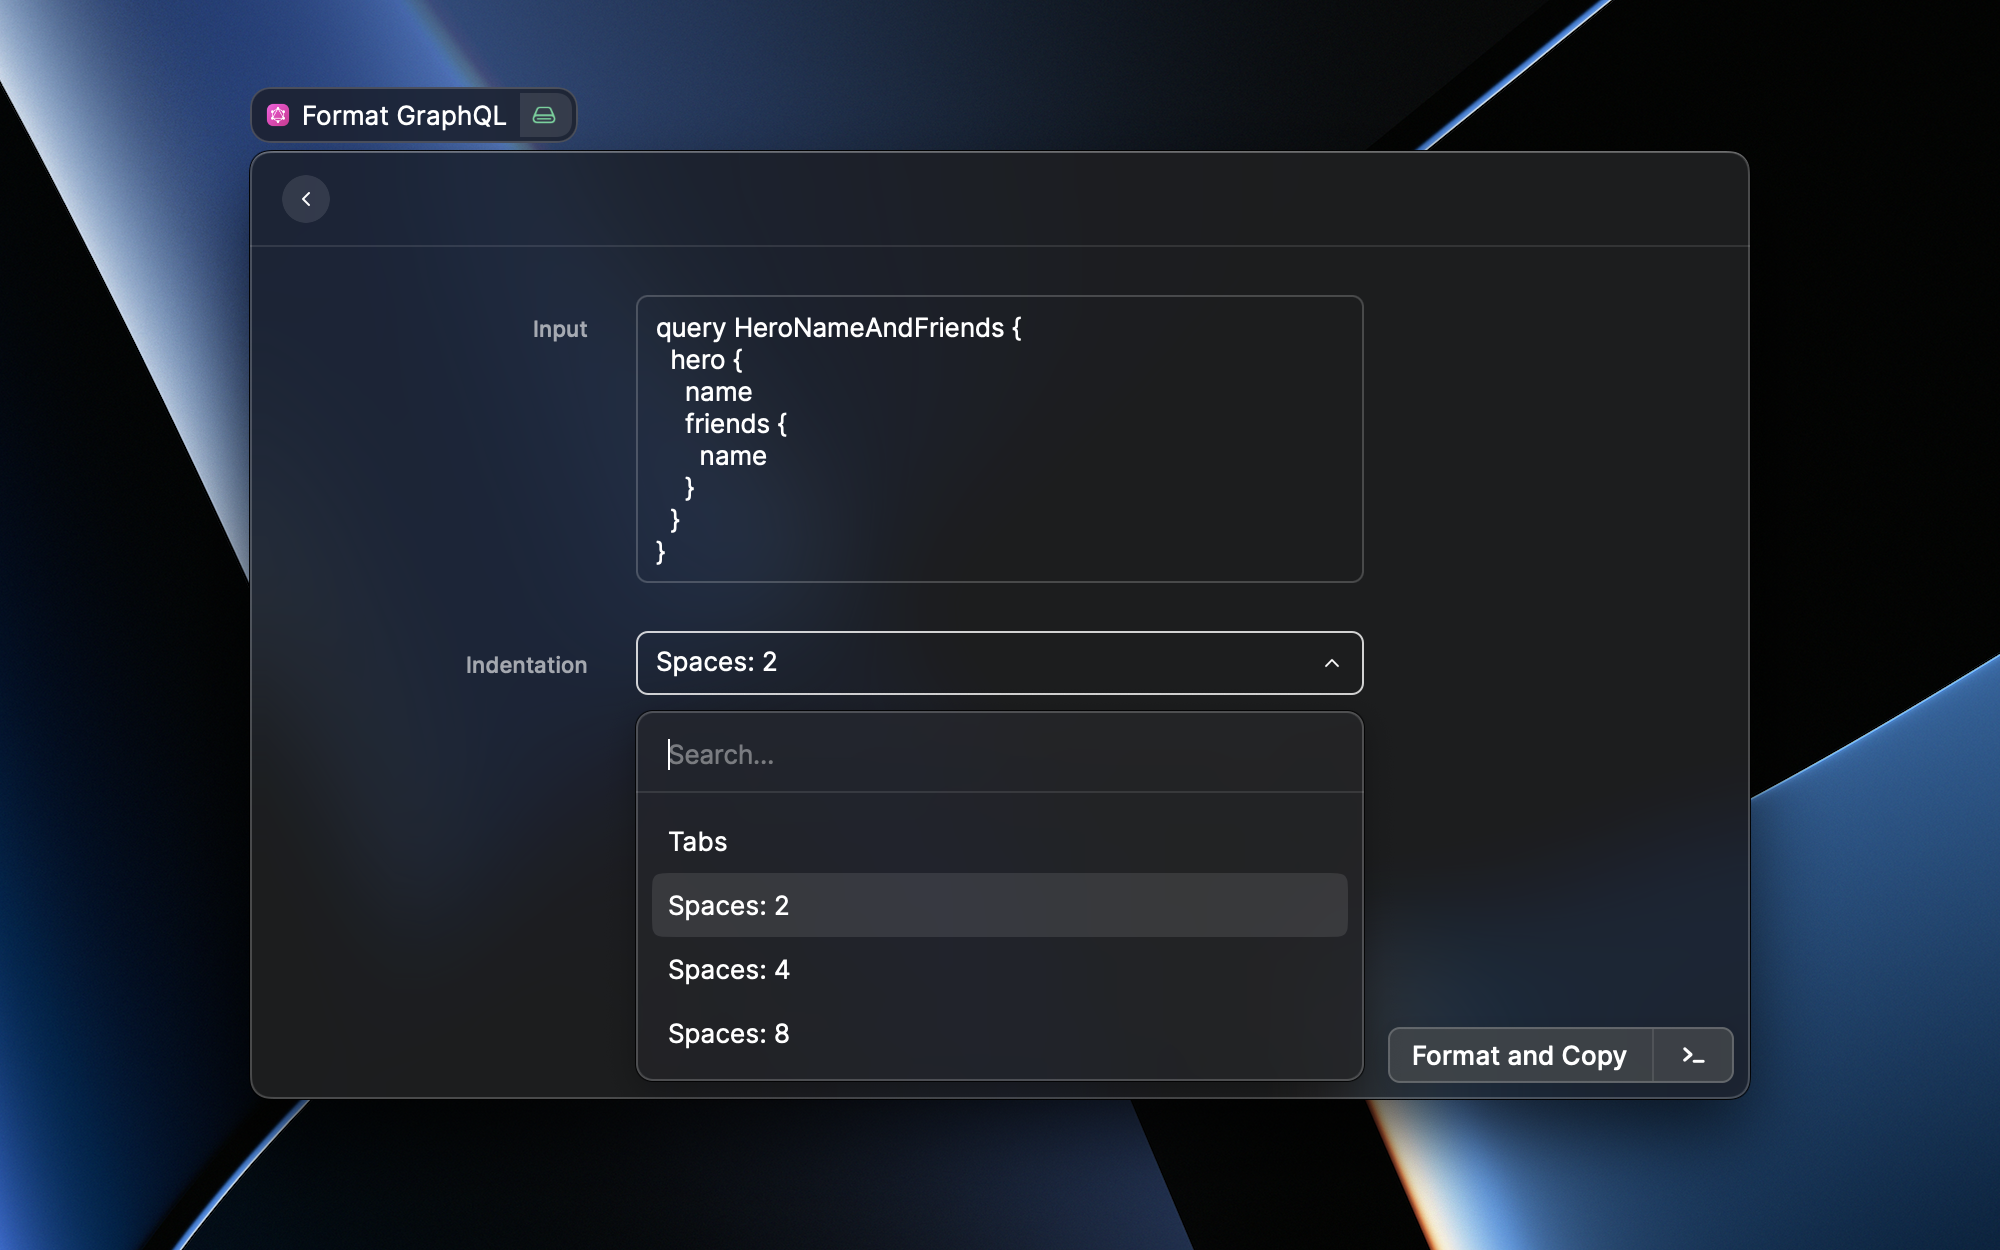 Format GraphQL
Input
query HeroNameAndFriends {
  hero {
    name
    friends {
      name
    }
  }
}
Indentation
Spaces: 2
Search...
Tabs
Spaces: 2
Spaces: 4
Spaces: 8
Format and Copy